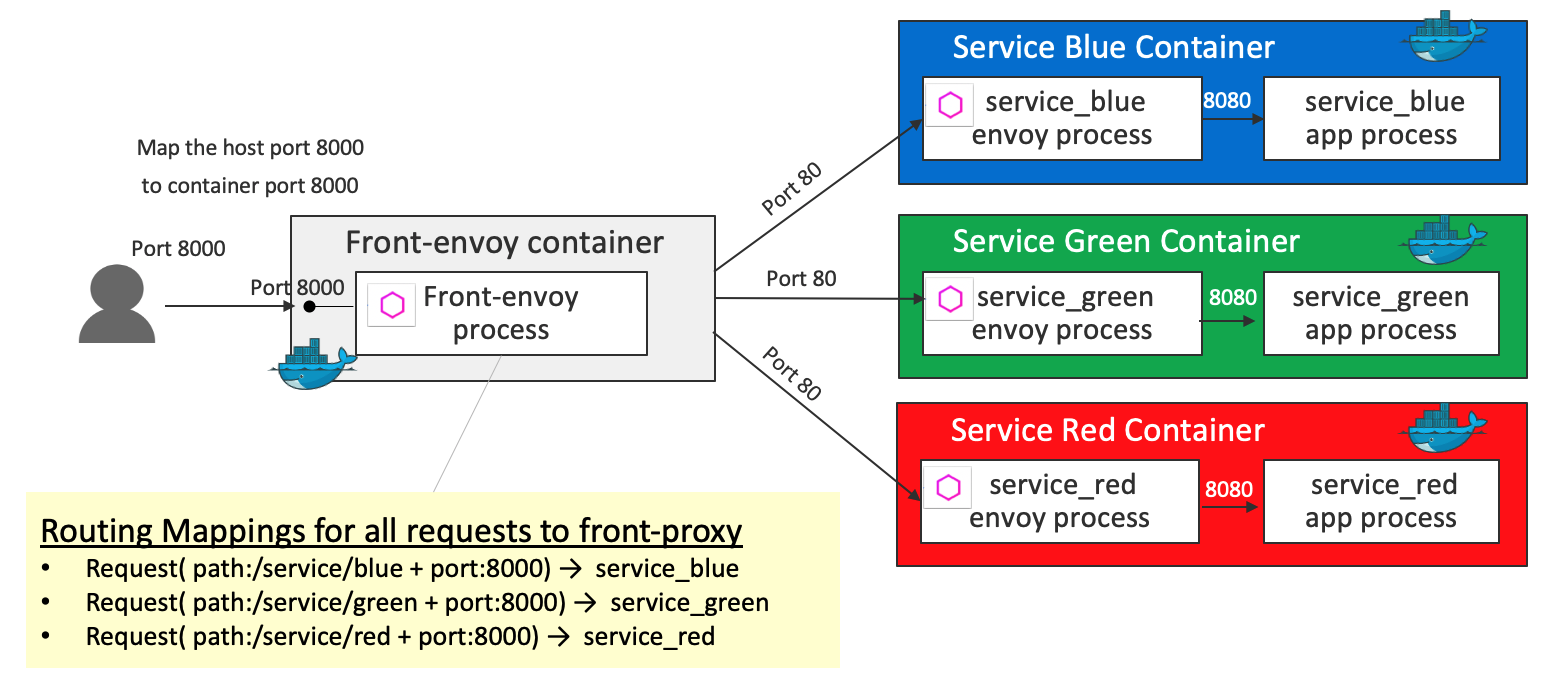 Map the host port 8000
to container port 8000
Port 8000
Port 8000
Front-envoy container
Front-envoy
process
Port 80
Port 80
Port 80
Service Blue Container
service_blue
envoy process
8080
service_blue
app process
Service Green Container
service_green
envoy process
8080
service_green
app process
Service Red Container
service_red
envoy process
8080
service_red
app process
Routing Mappings for all requests to front-proxy
• Request( path:/service/blue + port:8000) → service_blue
• Request( path:/service/green + port:8000) → service_green
• Request( path:/service/red + port:8000) → service_red